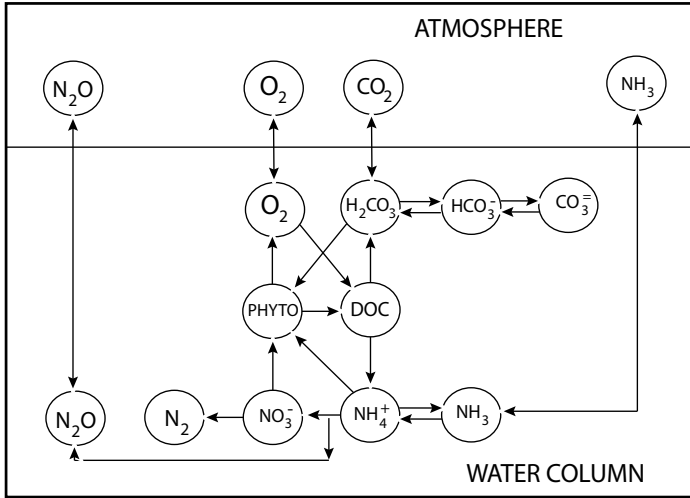 ATMOSPHERE
N₂O
O₂
CO₂
NH₃
O₂
H₂CO₃
HCO₃⁻
CO₃⁼
PHYTO
DOC
N₂O
N₂
NO₃⁻
NH₄⁺
NH₃
WATER COLUMN